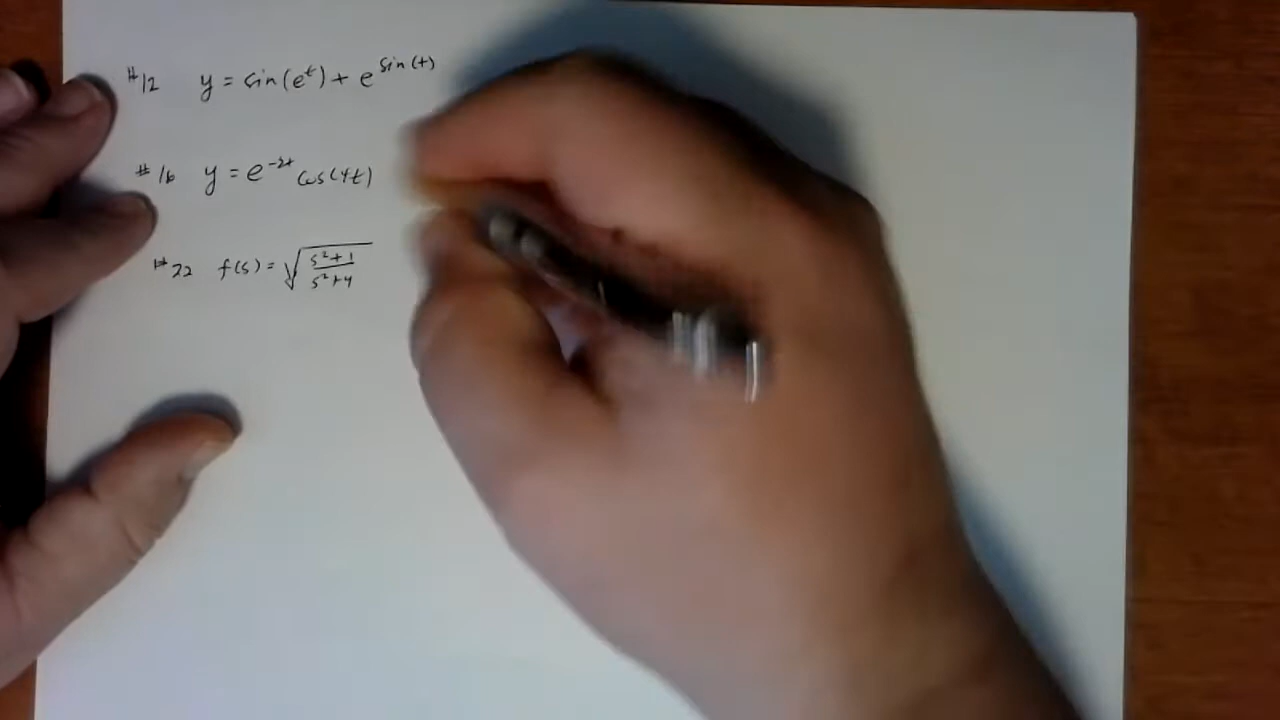 #12 y = sin(e^t) + e^sin(t)
#16 y = e^-2t cos(4t)
#22 f(s) = √((s²+1)/(s²+4))